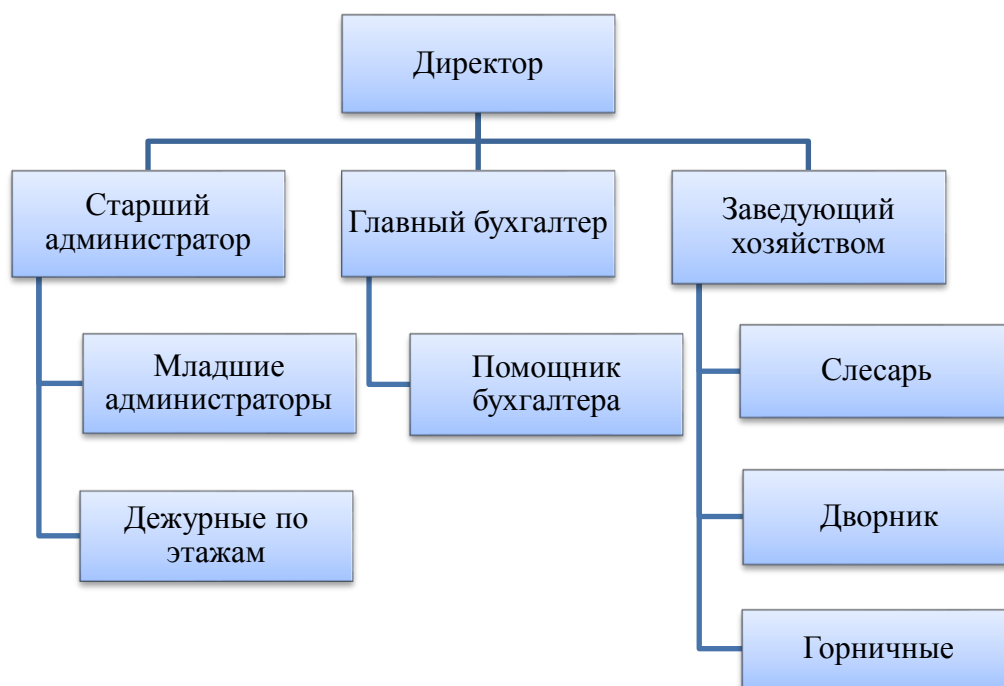 Директор
Старший
администратор
Главный бухгалтер
Заведующий
хозяйством
Младшие
администраторы
Помощник
бухгалтера
Слесарь
Дежурные по
этажам
Дворник
Горничные